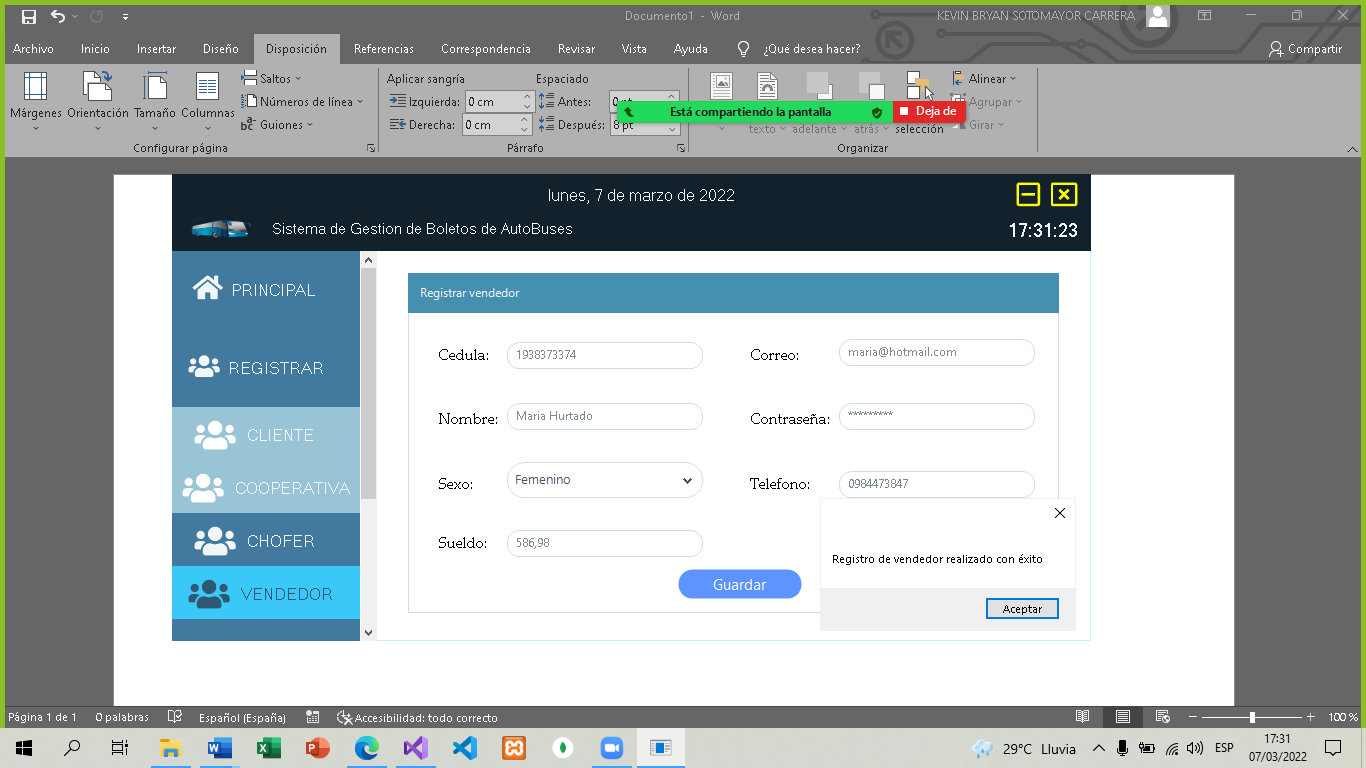 Documento1 - Word
KEVIN BRYAN SOTOMAYOR CARRERA
Archivo Inicio Insertar Diseño Disposición Referencias Correspondencia Revisar Vista Ayuda ¿Qué desea hacer? Compartir
Márgenes Orientación Tamaño Columnas
Saltos
Números de línea
Guiones
Configurar página
Aplicar sangría Espaciado
Izquierda: 0 cm Antes: 0 pt
Derecha: 0 cm Después: 8 pt
Párrafo
Está compartiendo la pantalla Deja de
texto adelante atrás selección
Alinear
Agrupar
Girar
Organizar
lunes, 7 de marzo de 2022
Sistema de Gestion de Boletos de AutoBuses
17:31:23
PRINCIPAL
REGISTRAR
CLIENTE
COOPERATIVA
CHOFER
VENDEDOR
Registrar vendedor
Cedula: 1938373374 Correo: maria@hotmail.com
Nombre: Maria Hurtado Contraseña: *********
Sexo: Femenino Telefono: 0984473847
Sueldo: 586,98
Guardar
Registro de vendedor realizado con éxito
Aceptar
Página 1 de 1 0 palabras Español (España) Accesibilidad: todo correcto 100 %
29°C Lluvia ESP 17:31
07/03/2022